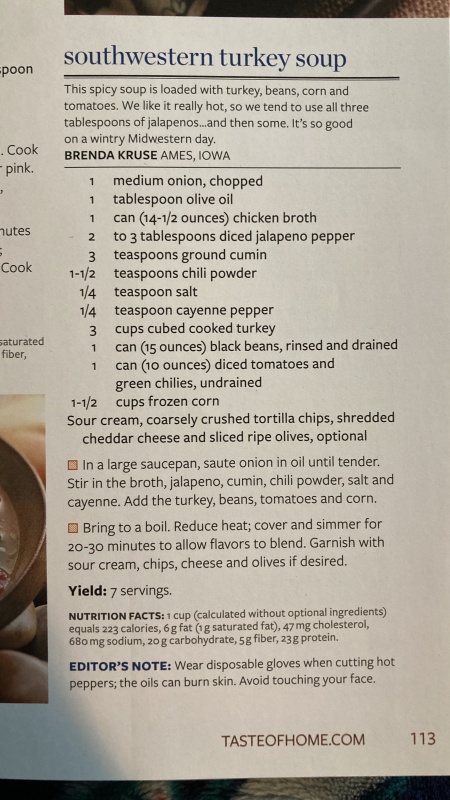 spoon
. Cook
pink.
nutes
Cook
saturated
fiber,
southwestern turkey soup
This spicy soup is loaded with turkey, beans, corn and
tomatoes. We like it really hot, so we tend to use all three
tablespoons of jalapenos...and then some. It's so good
on a wintry Midwestern day.
BRENDA KRUSE AMES, IOWA
1 medium onion, chopped
1 tablespoon olive oil
1 can (14-1/2 ounces) chicken broth
2 to 3 tablespoons diced jalapeno pepper
3 teaspoons ground cumin
1-1/2 teaspoons chili powder
1/4 teaspoon salt
1/4 teaspoon cayenne pepper
3 cups cubed cooked turkey
1 can (15 ounces) black beans, rinsed and drained
1 can (10 ounces) diced tomatoes and
green chilies, undrained
1-1/2 cups frozen corn
Sour cream, coarsely crushed tortilla chips, shredded
cheddar cheese and sliced ripe olives, optional
In a large saucepan, saute onion in oil until tender.
Stir in the broth, jalapeno, cumin, chili powder, salt and
cayenne. Add the turkey, beans, tomatoes and corn.
Bring to a boil. Reduce heat; cover and simmer for
20-30 minutes to allow flavors to blend. Garnish with
sour cream, chips, cheese and olives if desired.
Yield: 7 servings.
NUTRITION FACTS: 1 cup (calculated without optional ingredients)
equals 223 calories, 6 g fat (1 g saturated fat), 47 mg cholesterol,
680 mg sodium, 20 g carbohydrate, 5 g fiber, 23 g protein.
EDITOR'S NOTE: Wear disposable gloves when cutting hot
peppers; the oils can burn skin. Avoid touching your face.
TASTEOFHOME.COM 113